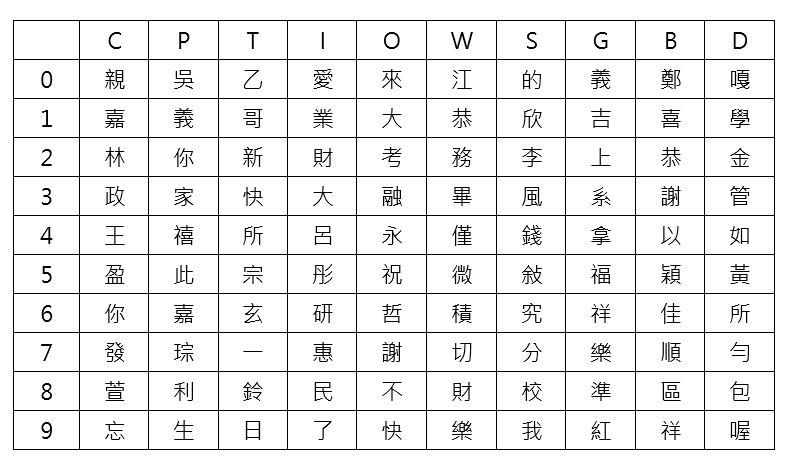 C P T I O W S G B D
0 親 吳 乙 愛 來 江 的 義 鄭 嘎
1 嘉 義 哥 業 大 恭 欣 吉 喜 學
2 林 你 新 財 考 務 李 上 恭 金
3 政 家 快 大 融 畢 風 系 謝 管
4 王 禧 所 呂 永 僅 錢 拿 以 如
5 盈 此 宗 彤 祝 微 敍 福 穎 黃
6 你 嘉 玄 研 哲 積 究 祥 佳 所
7 發 琮 一 惠 謝 切 分 樂 順 勻
8 萱 利 鈴 民 不 財 校 準 區 包
9 忘 生 日 了 快 樂 我 紅 祥 喔